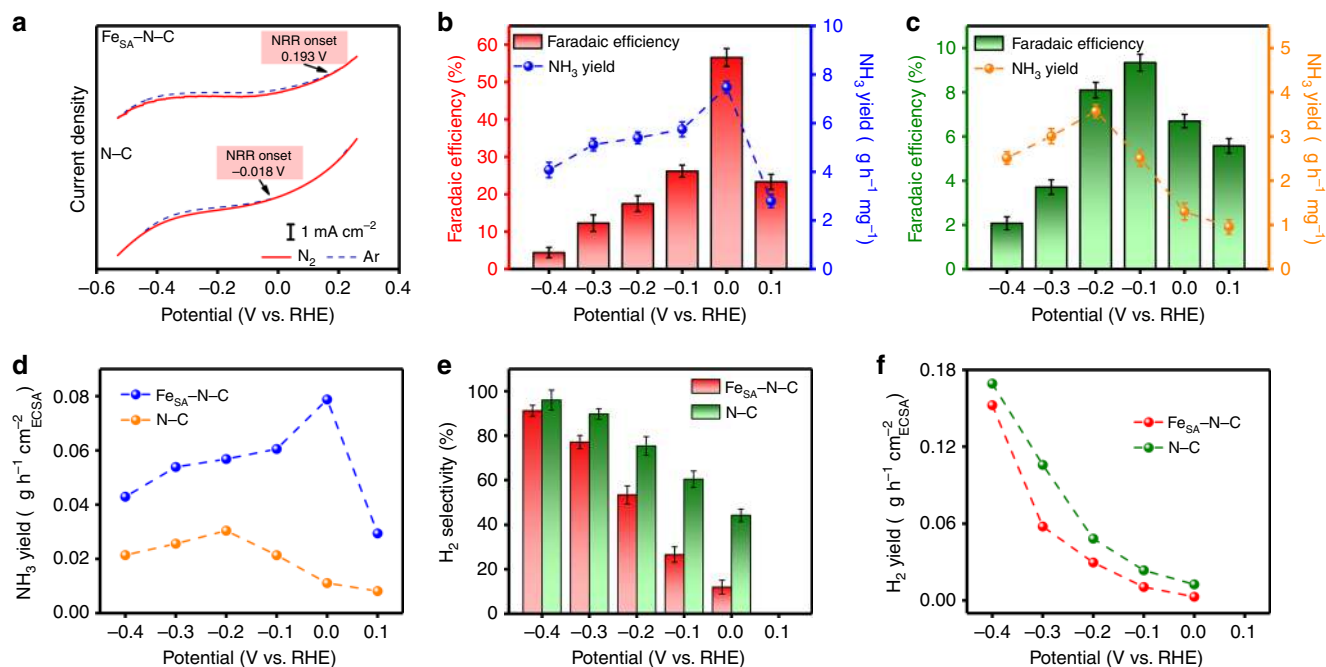 a
Fe_SA–N–C
NRR onset
0.193 V
N–C
NRR onset
–0.018 V
1 mA cm⁻²
N₂
Ar
Current density
–0.6 –0.4 –0.2 0.0 0.2 0.4
Potential (V vs. RHE)
b
Faradaic efficiency
NH₃ yield
Faradaic efficiency (%)
60
50
40
30
20
10
0
NH₃ yield ( g h⁻¹ mg⁻¹)
10
8
6
4
2
0
–0.4 –0.3 –0.2 –0.1 0.0 0.1
Potential (V vs. RHE)
c
Faradaic efficiency
NH₃ yield
Faradaic efficiency (%)
10
8
6
4
2
0
NH₃ yield ( g h⁻¹ mg⁻¹)
5
4
3
2
1
0
–0.4 –0.3 –0.2 –0.1 0.0 0.1
Potential (V vs. RHE)
d
Fe_SA–N–C
N–C
NH₃ yield ( g h⁻¹ cm⁻²_ECSA)
0.08
0.06
0.04
0.02
0.00
–0.4 –0.3 –0.2 –0.1 0.0 0.1
Potential (V vs. RHE)
e
Fe_SA–N–C
N–C
H₂ selectivity (%)
100
80
60
40
20
0
–0.4 –0.3 –0.2 –0.1 0.0 0.1
Potential (V vs. RHE)
f
Fe_SA–N–C
N–C
H₂ yield ( g h⁻¹ cm⁻²_ECSA)
0.18
0.12
0.06
0.00
–0.4 –0.3 –0.2 –0.1 0.0 0.1
Potential (V vs. RHE)